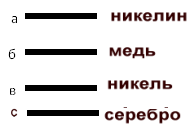 а никелин
б медь
в никель
с серебро